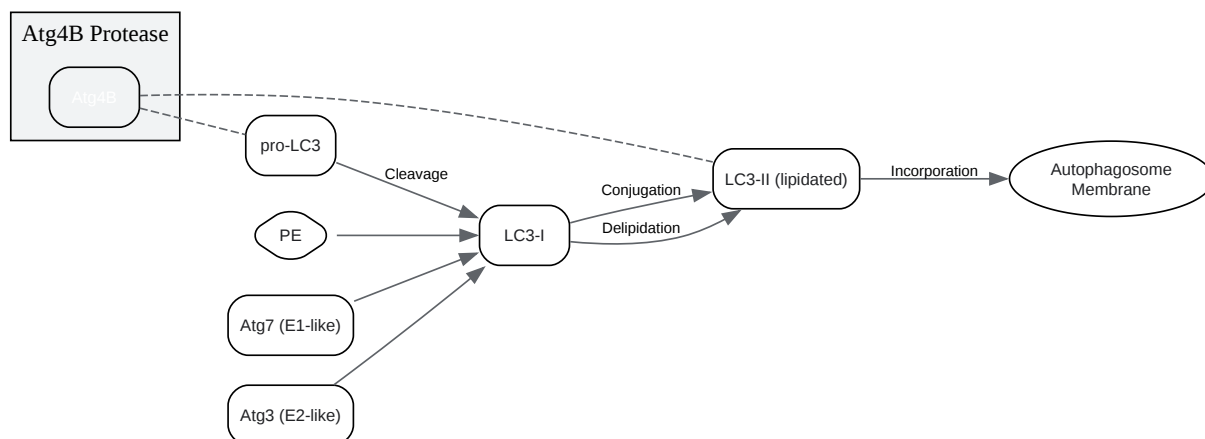 Atg4B Protease
Atg4B
pro-LC3
Cleavage
PE
LC3-I
Atg7 (E1-like)
Atg3 (E2-like)
Conjugation
Delipidation
LC3-II (lipidated)
Incorporation
Autophagosome
Membrane